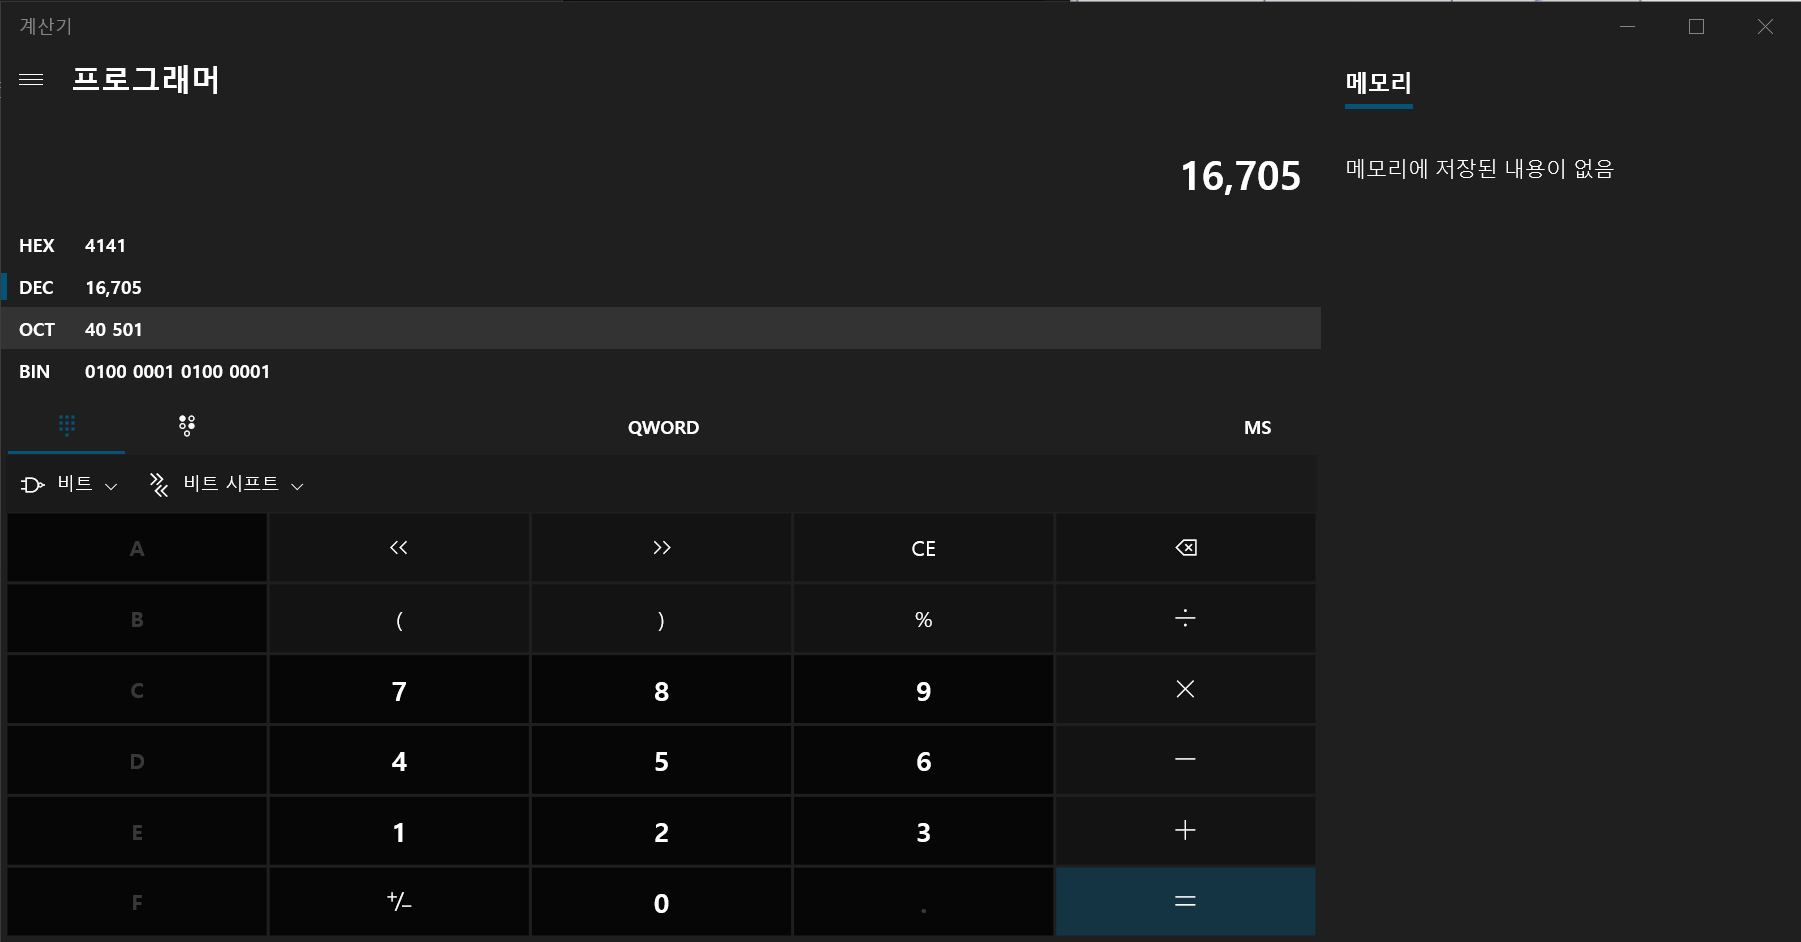 계산기
프로그래머
메모리
16,705
메모리에 저장된 내용이 없음
HEX 4141
DEC 16,705
OCT 40 501
BIN 0100 0001 0100 0001
QWORD MS
비트 비트 시프트
A << >> CE
B ( ) % ÷
C 7 8 9 ×
D 4 5 6 −
E 1 2 3 +
F +/− 0 . =